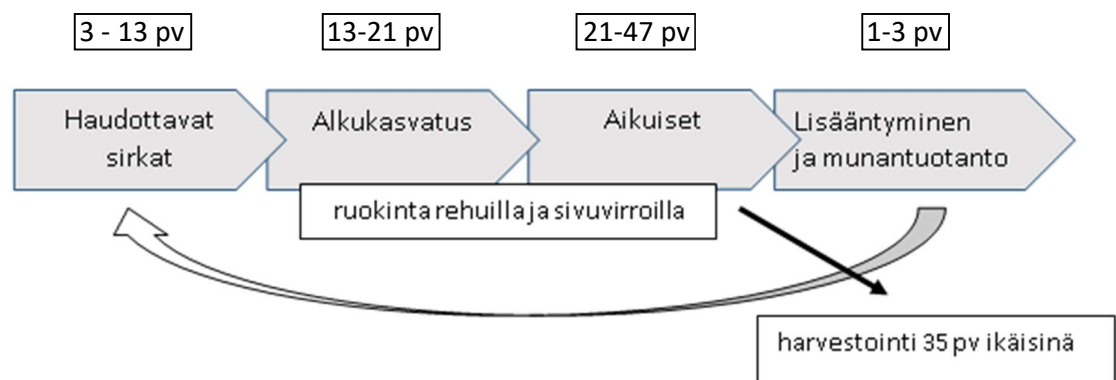 3 - 13 pv
13-21 pv
21-47 pv
1-3 pv
Haudottavat
sirkat
Alkukasvatus
Aikuiset
Lisääntyminen
ja munantuotanto
ruokinta rehuilla ja sivuvirroilla
harvestointi 35 pv ikäisinä